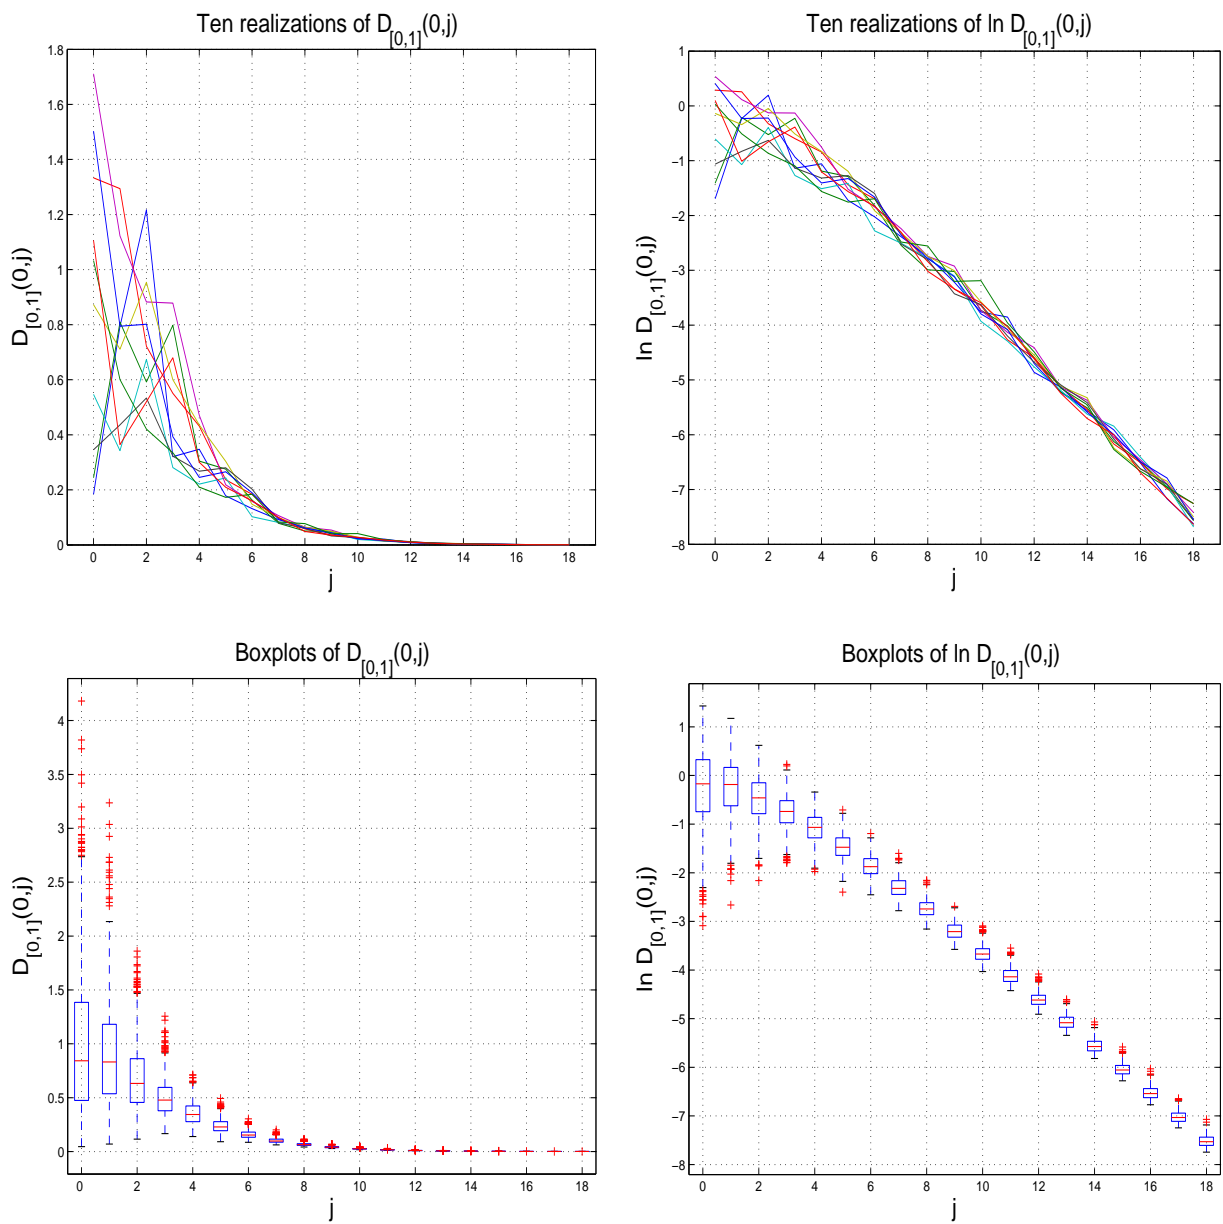 Ten realizations of D[0,1](0,j)
1.8
1.6
1.4
1.2
1
0.8
0.6
0.4
0.2
0
D[0,1](0,j)
0 2 4 6 8 10 12 14 16 18
j
Ten realizations of ln D[0,1](0,j)
1
0
−1
−2
−3
−4
−5
−6
−7
−8
ln D[0,1](0,j)
0 2 4 6 8 10 12 14 16 18
j
Boxplots of D[0,1](0,j)
4
3.5
3
2.5
2
1.5
1
0.5
0
D[0,1](0,j)
0 2 4 6 8 10 12 14 16 18
j
Boxplots of ln D[0,1](0,j)
1
0
−1
−2
−3
−4
−5
−6
−7
−8
ln D[0,1](0,j)
0 2 4 6 8 10 12 14 16 18
j